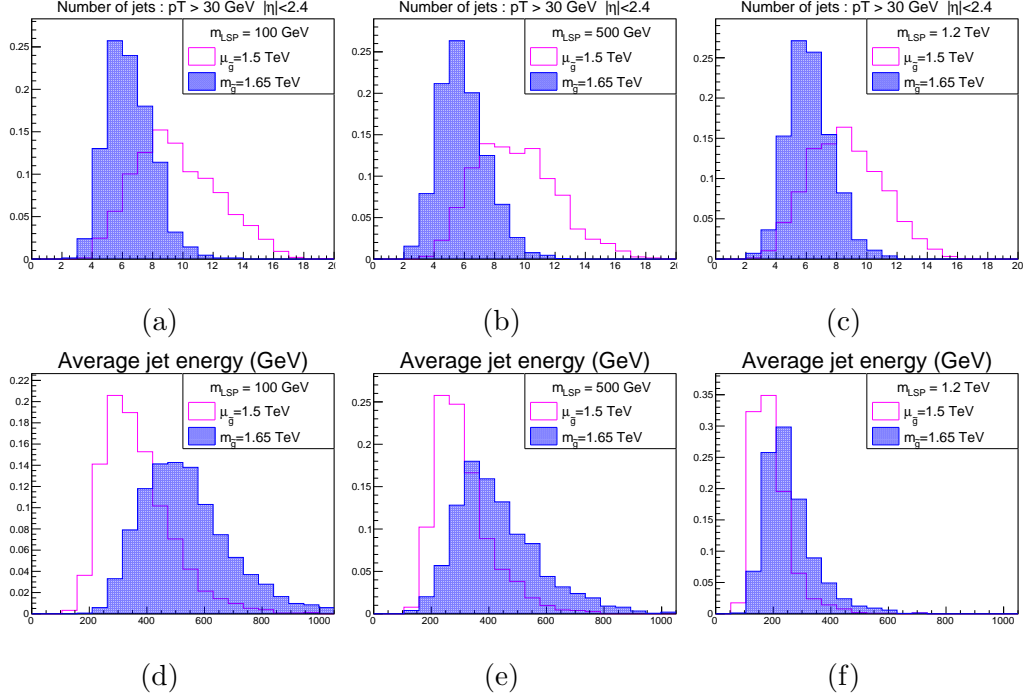 Number of jets : pT > 30 GeV |η|<2.4
m_LSP = 100 GeV
μ_g̃=1.5 TeV
m_g̃=1.65 TeV
0.25
0.2
0.15
0.1
0.05
0
0 2 4 6 8 10 12 14 16 18 20
(a)
Number of jets : pT > 30 GeV |η|<2.4
m_LSP = 500 GeV
μ_g̃=1.5 TeV
m_g̃=1.65 TeV
0.25
0.2
0.15
0.1
0.05
0
0 2 4 6 8 10 12 14 16 18 20
(b)
Number of jets : pT > 30 GeV |η|<2.4
m_LSP = 1.2 TeV
μ_g̃=1.5 TeV
m_g̃=1.65 TeV
0.25
0.2
0.15
0.1
0.05
0
0 2 4 6 8 10 12 14 16 18 20
(c)
Average jet energy (GeV)
m_LSP = 100 GeV
μ_g̃=1.5 TeV
m_g̃=1.65 TeV
0.22
0.2
0.18
0.16
0.14
0.12
0.1
0.08
0.06
0.04
0.02
0
200 400 600 800 1000
(d)
Average jet energy (GeV)
m_LSP = 500 GeV
μ_g̃=1.5 TeV
m_g̃=1.65 TeV
0.25
0.2
0.15
0.1
0.05
0
0 200 400 600 800 1000
(e)
Average jet energy (GeV)
m_LSP = 1.2 TeV
μ_g̃=1.5 TeV
m_g̃=1.65 TeV
0.35
0.3
0.25
0.2
0.15
0.1
0.05
0
200 400 600 800 1000
(f)